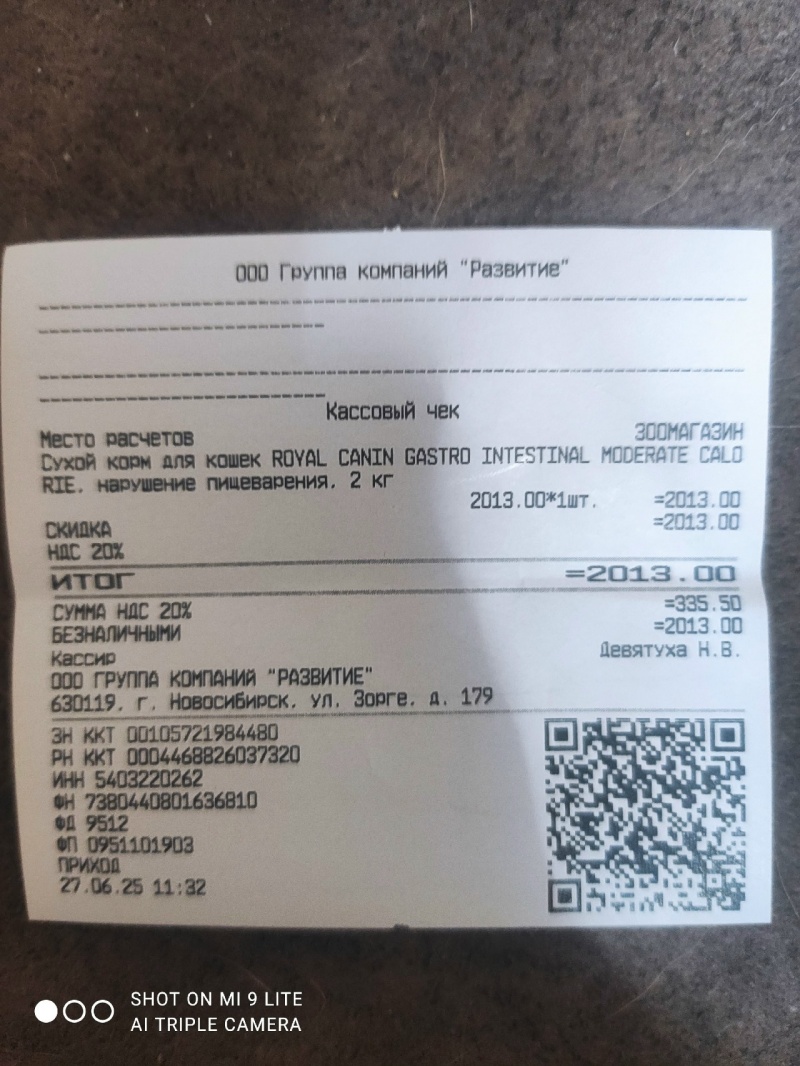 ООО Группа компаний "Развитие"
Кассовый чек
Место расчетов ЗООМАГАЗИН
Сухой корм для кошек ROYAL CANIN GASTRO INTESTINAL MODERATE CALO
RIE, нарушение пищеварения, 2 кг
2013.00*1шт. =2013.00
СКИДКА =2013.00
НДС 20%
ИТОГ =2013.00
СУММА НДС 20% =335.50
БЕЗНАЛИЧНЫМИ =2013.00
Кассир Девятуха Н.В.
ООО ГРУППА КОМПАНИЙ "РАЗВИТИЕ"
630119, г. Новосибирск, ул. Зорге, д. 179
ЗН ККТ 00105721984480
РН ККТ 0004468826037320
ИНН 5403220262
ФН 7380440801636810
ФД 9512
ФП 0951101903
ПРИХОД
27.06.25 11:32
SHOT ON MI 9 LITE
AI TRIPLE CAMERA